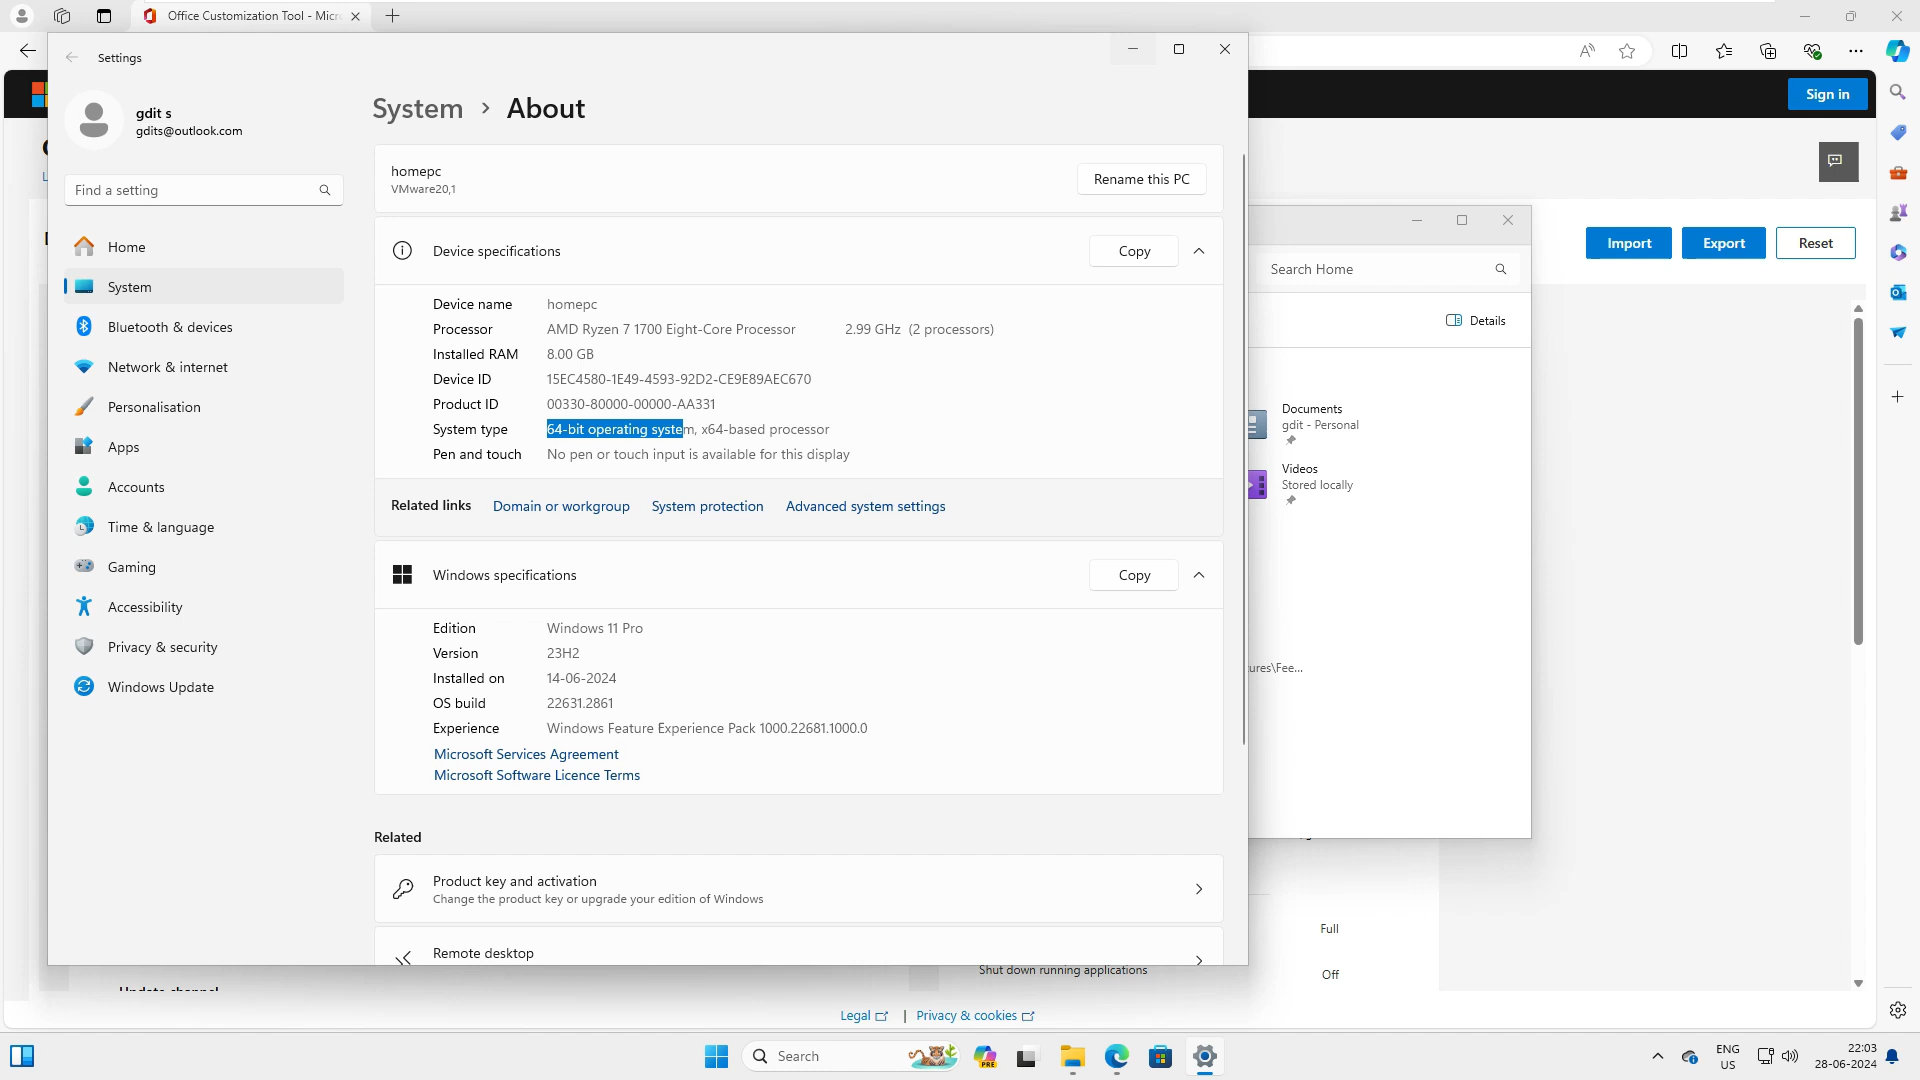 Office Customization Tool - Micr
Settings
gdit s
gdits@outlook.com
Find a setting
Home
System
Bluetooth & devices
Network & internet
Personalisation
Apps
Accounts
Time & language
Gaming
Accessibility
Privacy & security
Windows Update
System > About
homepc
VMware20,1
Rename this PC
Device specifications
Copy
Device name homepc
Processor AMD Ryzen 7 1700 Eight-Core Processor 2.99 GHz (2 processors)
Installed RAM 8.00 GB
Device ID 15EC4580-1E49-4593-92D2-CE9E89AEC670
Product ID 00330-80000-00000-AA331
System type 64-bit operating system, x64-based processor
Pen and touch No pen or touch input is available for this display
Related links Domain or workgroup System protection Advanced system settings
Windows specifications
Copy
Edition Windows 11 Pro
Version 23H2
Installed on 14-06-2024
OS build 22631.2861
Experience Windows Feature Experience Pack 1000.22681.1000.0
Microsoft Services Agreement
Microsoft Software Licence Terms
Related
Product key and activation
Change the product key or upgrade your edition of Windows
Remote desktop
Sign in
Import Export Reset
Search Home
Details
Documents
gdit - Personal
Videos
Stored locally
ures\Fee...
Full
Shut down running applications
Off
Update channel
Legal | Privacy & cookies
Search
PRE
ENG
US
22:03
28-06-2024